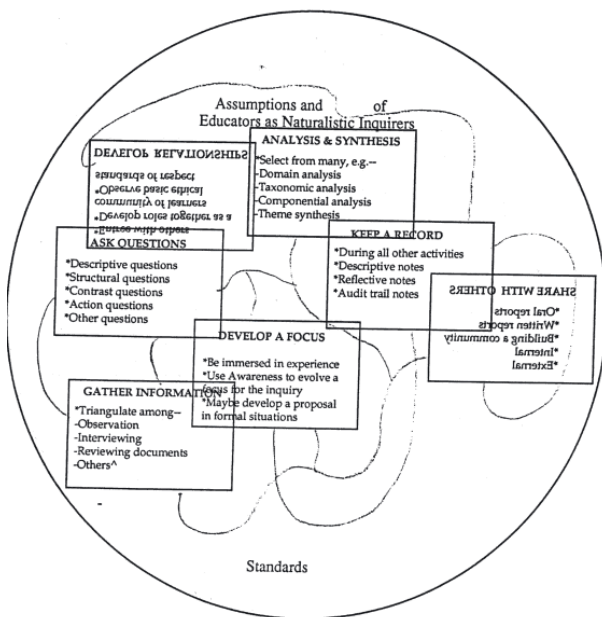 Assumptions and of
Educators as Naturalistic Inquirers
DEVELOP RELATIONSHIPS
*Entree with others
*Develop roles together as a
community of learners
*Observe basic ethical
standards of respect
ANALYSIS & SYNTHESIS
*Select from many, e.g.--
-Domain analysis
-Taxonomic analysis
-Componential analysis
-Theme synthesis
ASK QUESTIONS
*Descriptive questions
*Structural questions
*Contrast questions
*Action questions
*Other questions
KEEP A RECORD
*During all other activities
*Descriptive notes
*Reflective notes
*Audit trail notes
SHARE WITH OTHERS
*Oral reports
*Written reports
*Building a community
*Internal
*External
DEVELOP A FOCUS
*Be immersed in experience
*Use Awareness to evolve a
focus for the inquiry
*Maybe develop a proposal
in formal situations
GATHER INFORMATION
*Triangulate among--
-Observation
-Interviewing
-Reviewing documents
-Others^
Standards